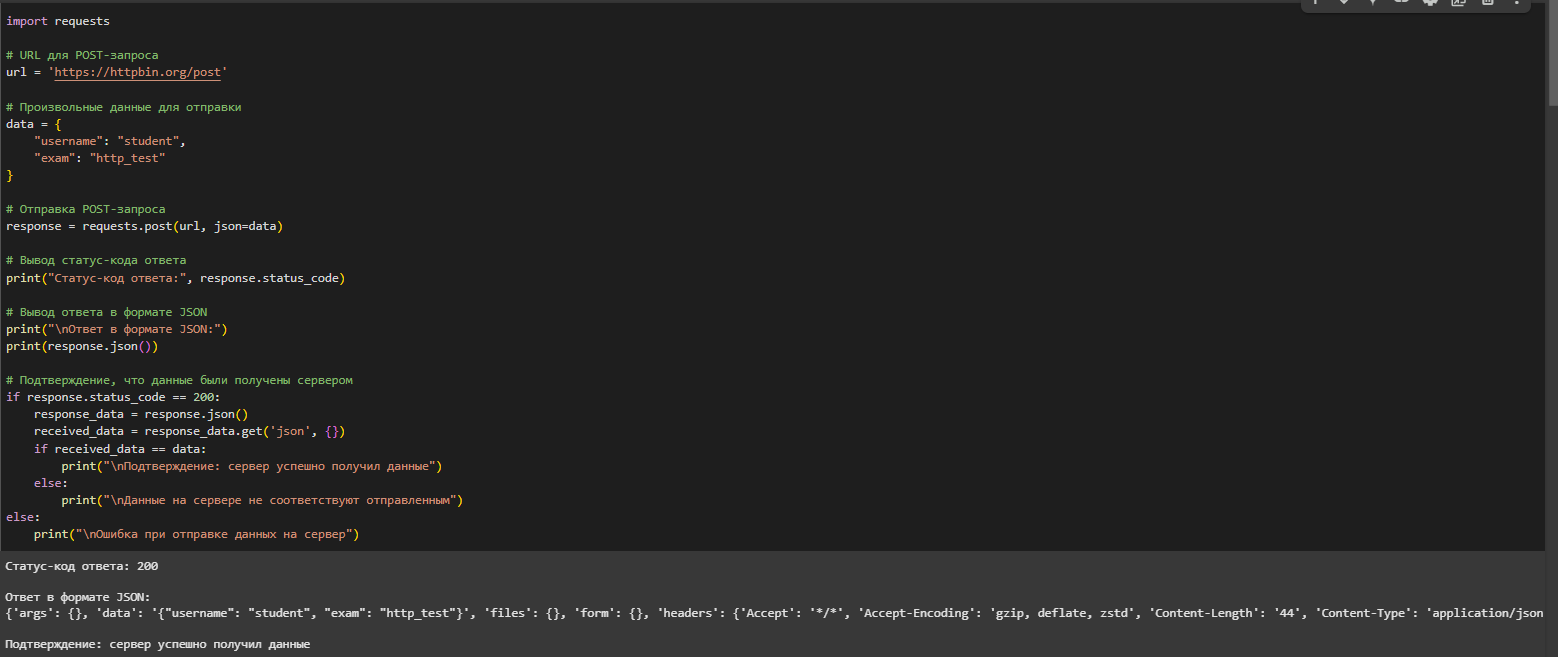 import requests
# URL для POST-запроса
url = 'https://httpbin.org/post'
# Произвольные данные для отправки
data = {
    "username": "student",
    "exam": "http_test"
}
# Отправка POST-запроса
response = requests.post(url, json=data)
# Вывод статус-кода ответа
print("Статус-код ответа:", response.status_code)
# Вывод ответа в формате JSON
print("\nОтвет в формате JSON:")
print(response.json())
# Подтверждение, что данные были получены сервером
if response.status_code == 200:
    response_data = response.json()
    received_data = response_data.get('json', {})
    if received_data == data:
        print("\nПодтверждение: сервер успешно получил данные")
    else:
        print("\nДанные на сервере не соответствуют отправленным")
else:
    print("\nОшибка при отправке данных на сервер")
Статус-код ответа: 200
Ответ в формате JSON:
{'args': {}, 'data': '{"username": "student", "exam": "http_test"}', 'files': {}, 'form': {}, 'headers': {'Accept': '*/*', 'Accept-Encoding': 'gzip, deflate, zstd', 'Content-Length': '44', 'Content-Type': 'application/json
Подтверждение: сервер успешно получил данные